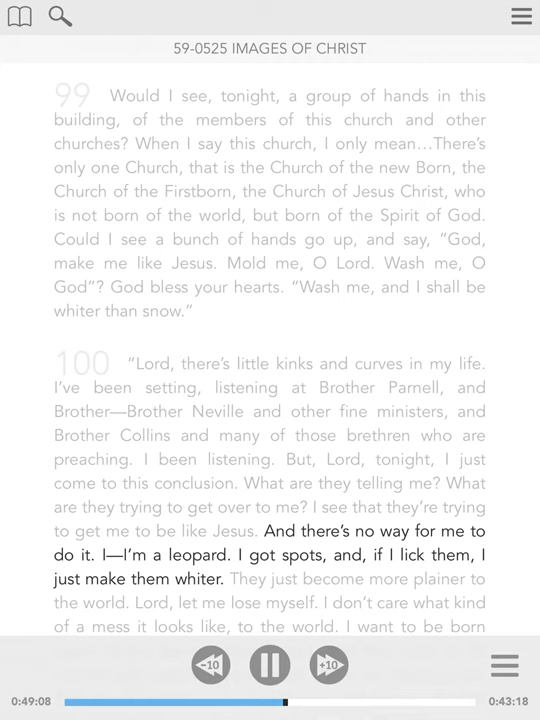 59-0525 IMAGES OF CHRIST
99 Would I see, tonight, a group of hands in this
building, of the members of this church and other
churches? When I say this church, I only mean…There's
only one Church, that is the Church of the new Born, the
Church of the Firstborn, the Church of Jesus Christ, who
is not born of the world, but born of the Spirit of God.
Could I see a bunch of hands go up, and say, “God,
make me like Jesus. Mold me, O Lord. Wash me, O
God”? God bless your hearts. “Wash me, and I shall be
whiter than snow.”
100 “Lord, there's little kinks and curves in my life.
I've been setting, listening at Brother Parnell, and
Brother—Brother Neville and other fine ministers, and
Brother Collins and many of those brethren who are
preaching. I been listening. But, Lord, tonight, I just
come to this conclusion. What are they telling me? What
are they trying to get over to me? I see that they're trying
to get me to be like Jesus. And there's no way for me to
do it. I—I'm a leopard. I got spots, and, if I lick them, I
just make them whiter. They just become more plainer to
the world. Lord, let me lose myself. I don't care what kind
of a mess it looks like, to the world. I want to be born
-10 +10
0:49:08 0:43:18